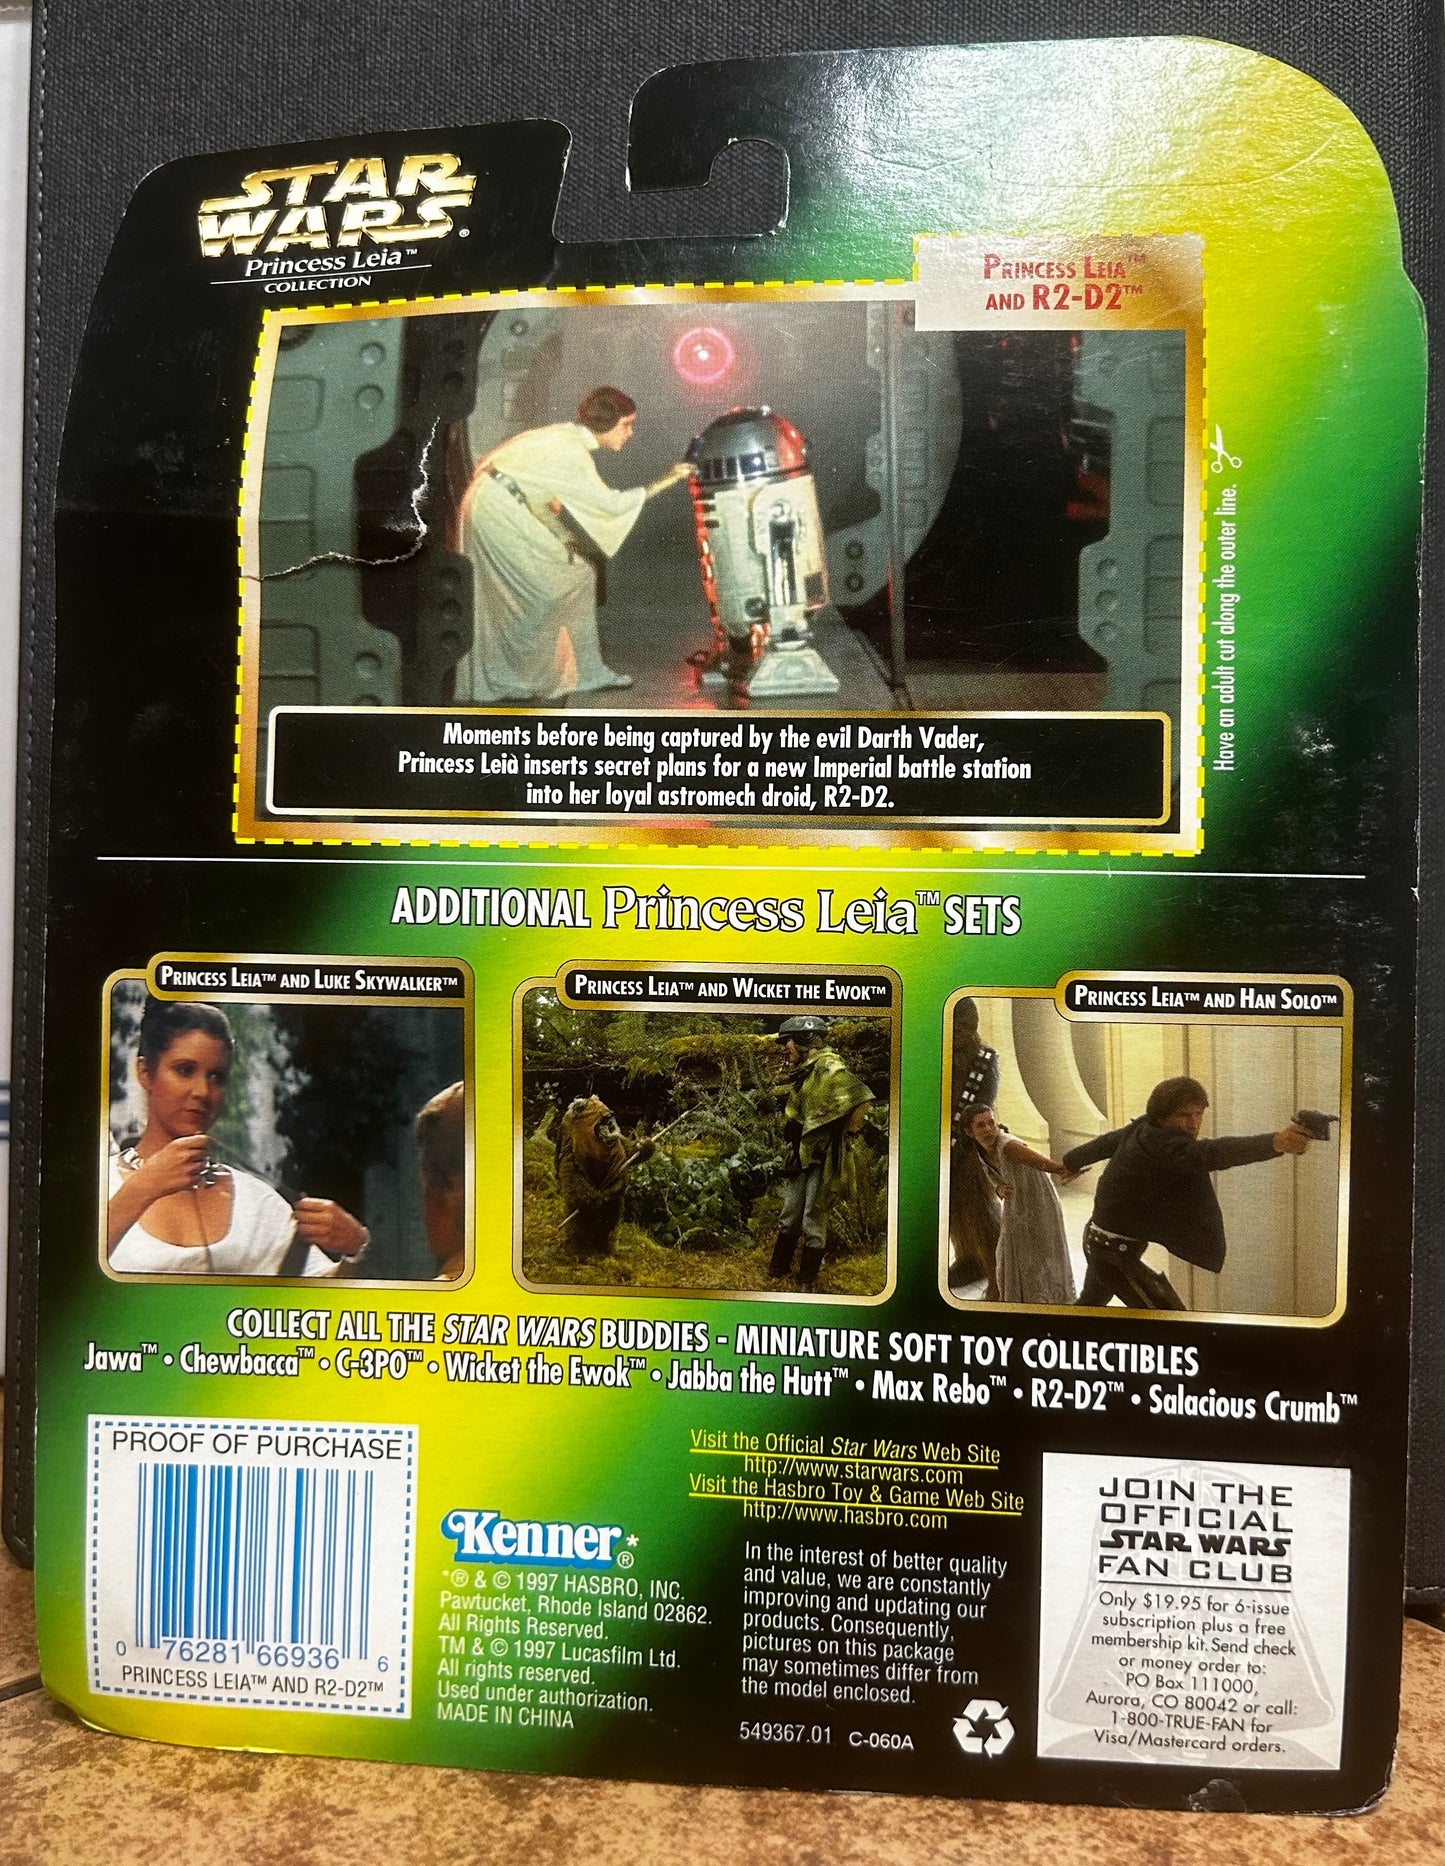 STAR
WARS®
Princess Leia™
COLLECTION
PRINCESS LEIA™
AND R2-D2™
Have an adult cut along the outer line.
Moments before being captured by the evil Darth Vader,
Princess Leia inserts secret plans for a new Imperial battle station
into her loyal astromech droid, R2-D2.
ADDITIONAL Princess Leia™ SETS
PRINCESS LEIA™ AND LUKE SKYWALKER™
PRINCESS LEIA™ AND WICKET THE EWOK™
PRINCESS LEIA™ AND HAN SOLO™
COLLECT ALL THE STAR WARS BUDDIES - MINIATURE SOFT TOY COLLECTIBLES
Jawa™ • Chewbacca™ • C-3PO™ • Wicket the Ewok™ • Jabba the Hutt™ • Max Rebo™ • R2-D2™ • Salacious Crumb™
PROOF OF PURCHASE
0 76281 66936 6
PRINCESS LEIA™ AND R2-D2™
Kenner®*
*® & © 1997 HASBRO, INC.
Pawtucket, Rhode Island 02862.
All Rights Reserved.
TM & © 1997 Lucasfilm Ltd.
All rights reserved.
Used under authorization.
MADE IN CHINA
Visit the Official Star Wars Web Site
http://www.starwars.com
Visit the Hasbro Toy & Game Web Site
http://www.hasbro.com
In the interest of better quality
and value, we are constantly
improving and updating our
products. Consequently,
pictures on this package
may sometimes differ from
the model enclosed.
549367.01 C-060A
JOIN THE
OFFICIAL
STAR WARS
FAN CLUB
Only $19.95 for 6-issue
subscription plus a free
membership kit. Send check
or money order to:
PO Box 111000,
Aurora, CO 80042 or call:
1-800-TRUE-FAN for
Visa/Mastercard orders.